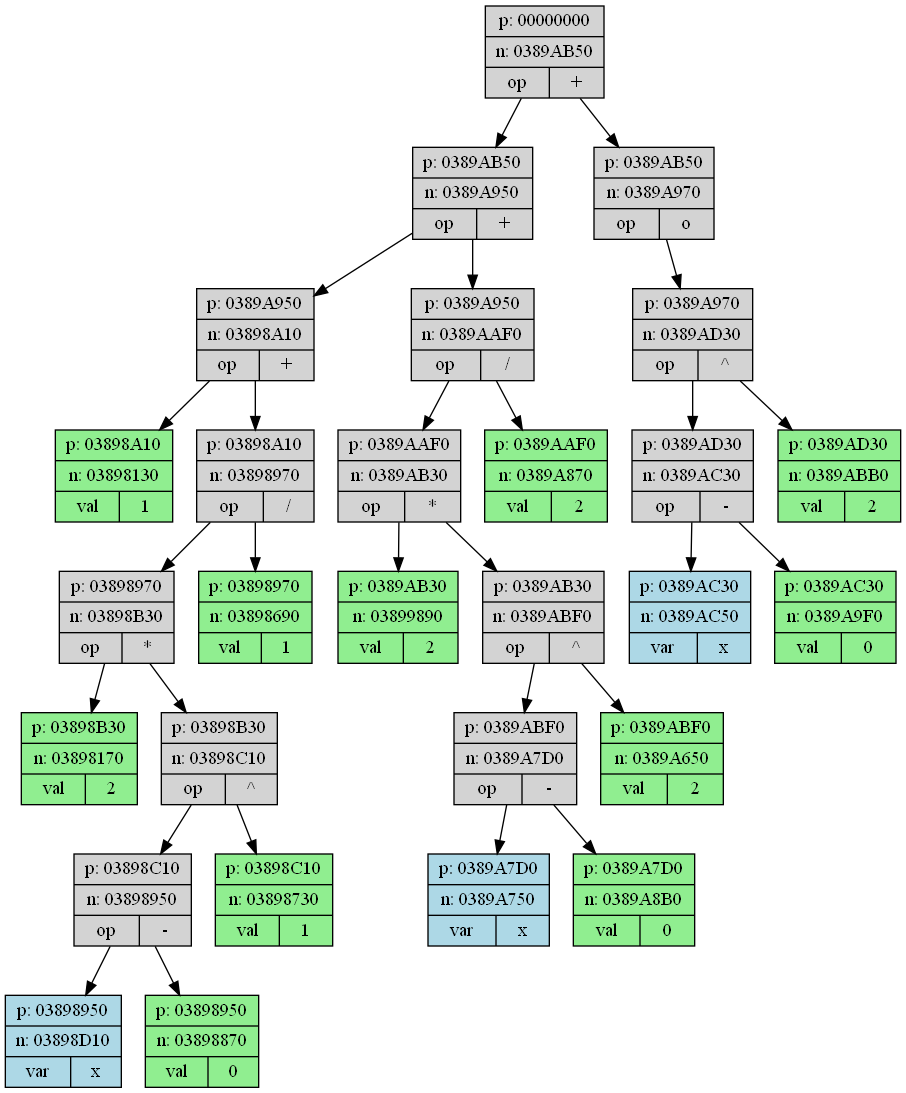 p: 00000000
n: 0389AB50
op +
p: 0389AB50
n: 0389A950
op +
p: 0389AB50
n: 0389A970
op o
p: 0389A950
n: 03898A10
op +
p: 0389A950
n: 0389AAF0
op /
p: 0389A970
n: 0389AD30
op ^
p: 03898A10
n: 03898130
val 1
p: 03898A10
n: 03898970
op /
p: 0389AAF0
n: 0389AB30
op *
p: 0389AAF0
n: 0389A870
val 2
p: 0389AD30
n: 0389AC30
op -
p: 0389AD30
n: 0389ABB0
val 2
p: 03898970
n: 03898B30
op *
p: 03898970
n: 03898690
val 1
p: 0389AB30
n: 03899890
val 2
p: 0389AB30
n: 0389ABF0
op ^
p: 0389AC30
n: 0389AC50
var x
p: 0389AC30
n: 0389A9F0
val 0
p: 03898B30
n: 03898170
val 2
p: 03898B30
n: 03898C10
op ^
p: 0389ABF0
n: 0389A7D0
op -
p: 0389ABF0
n: 0389A650
val 2
p: 03898C10
n: 03898950
op -
p: 03898C10
n: 03898730
val 1
p: 0389A7D0
n: 0389A750
var x
p: 0389A7D0
n: 0389A8B0
val 0
p: 03898950
n: 03898D10
var x
p: 03898950
n: 03898870
val 0